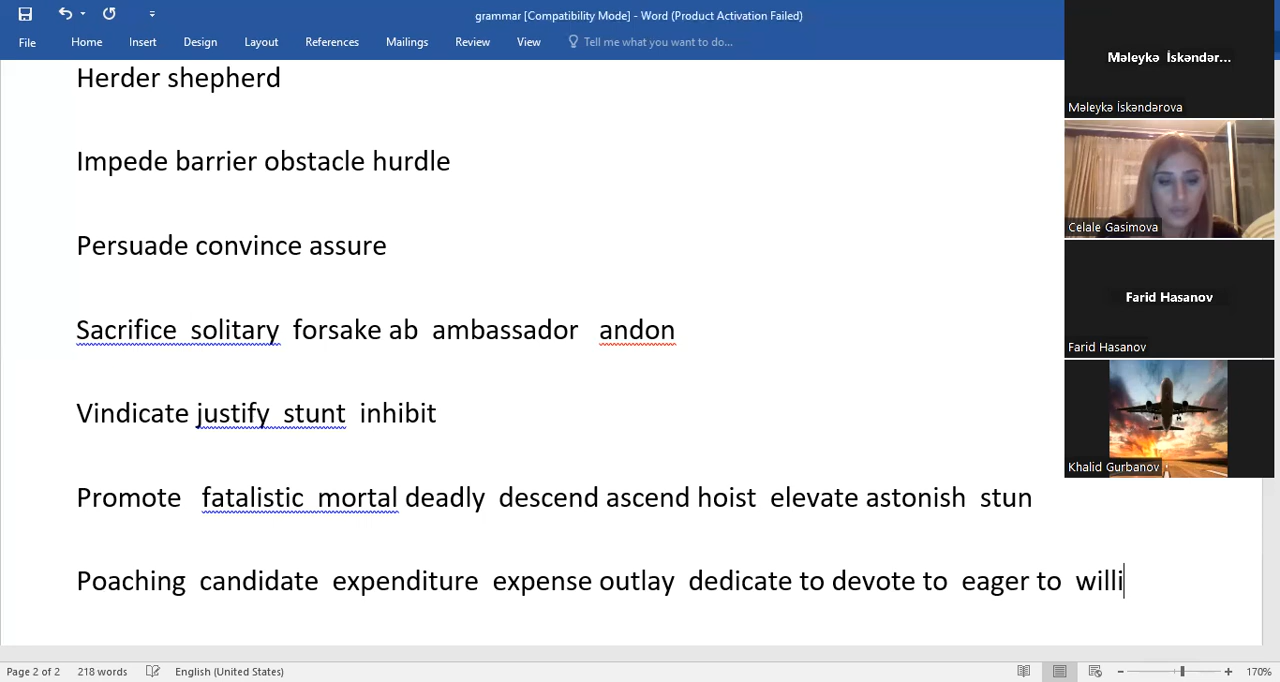 grammar [Compatibility Mode] - Word (Product Activation Failed)
File Home Insert Design Layout References Mailings Review View Tell me what you want to do...
Herder shepherd
Impede barrier obstacle hurdle
Persuade convince assure
Sacrifice solitary forsake ab ambassador andon
Vindicate justify stunt inhibit
Promote fatalistic mortal deadly descend ascend hoist elevate astonish stun
Poaching candidate expenditure expense outlay dedicate to devote to eager to willi
Page 2 of 2 218 words English (United States) 170%
Məleykə İskəndər...
Məleykə İskəndərova
Celale Gasimova
Farid Hasanov
Farid Hasanov
Khalid Gurbanov